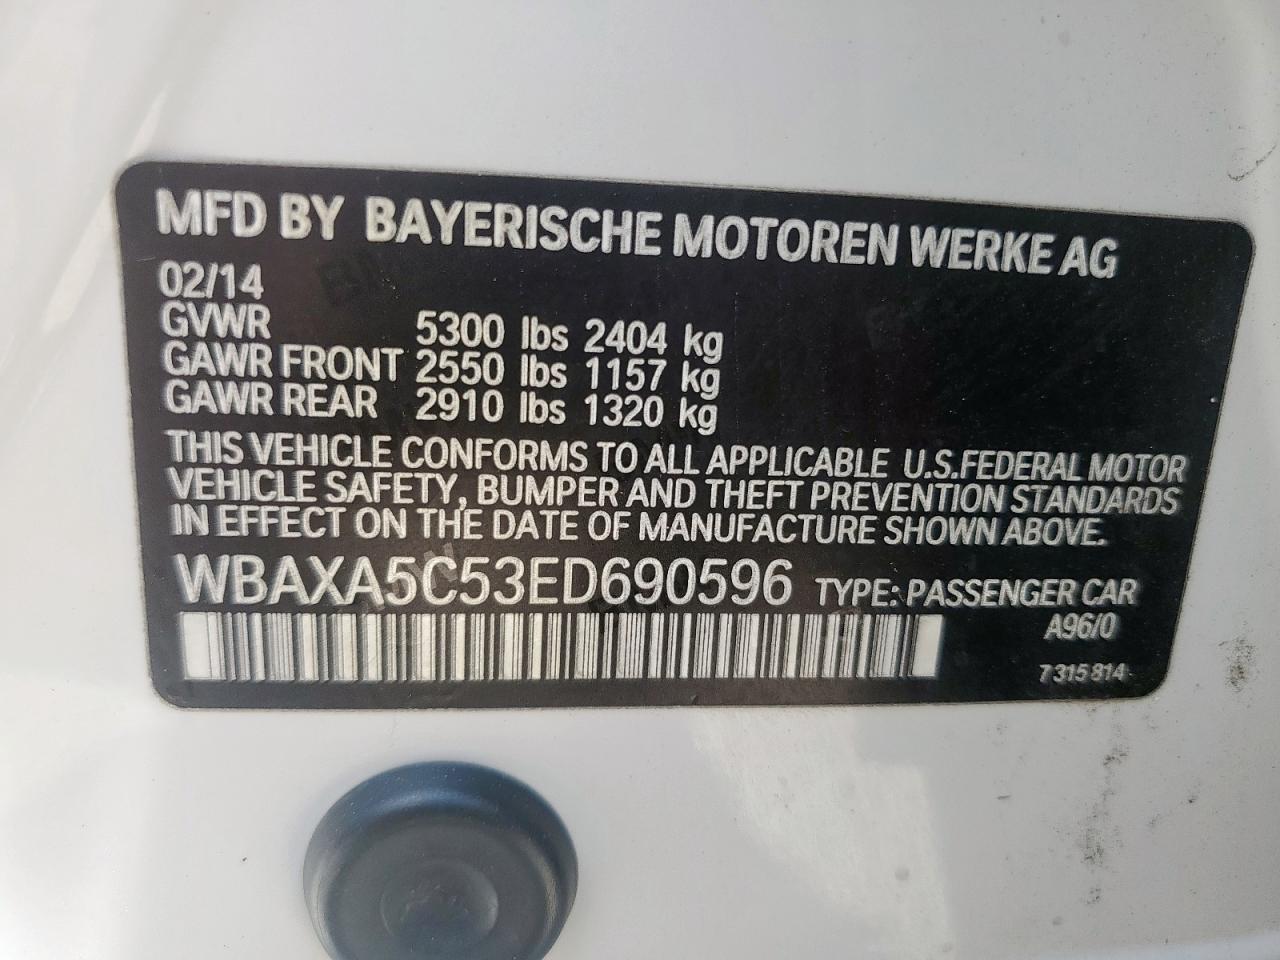 MFD BY BAYERISCHE MOTOREN WERKE AG
02/14
GVWR 5300 lbs 2404 kg
GAWR FRONT 2550 lbs 1157 kg
GAWR REAR 2910 lbs 1320 kg
THIS VEHICLE CONFORMS TO ALL APPLICABLE U.S.FEDERAL MOTOR
VEHICLE SAFETY, BUMPER AND THEFT PREVENTION STANDARDS
IN EFFECT ON THE DATE OF MANUFACTURE SHOWN ABOVE.
WBAXA5C53ED690596 TYPE: PASSENGER CAR
A96/0
7 315 814